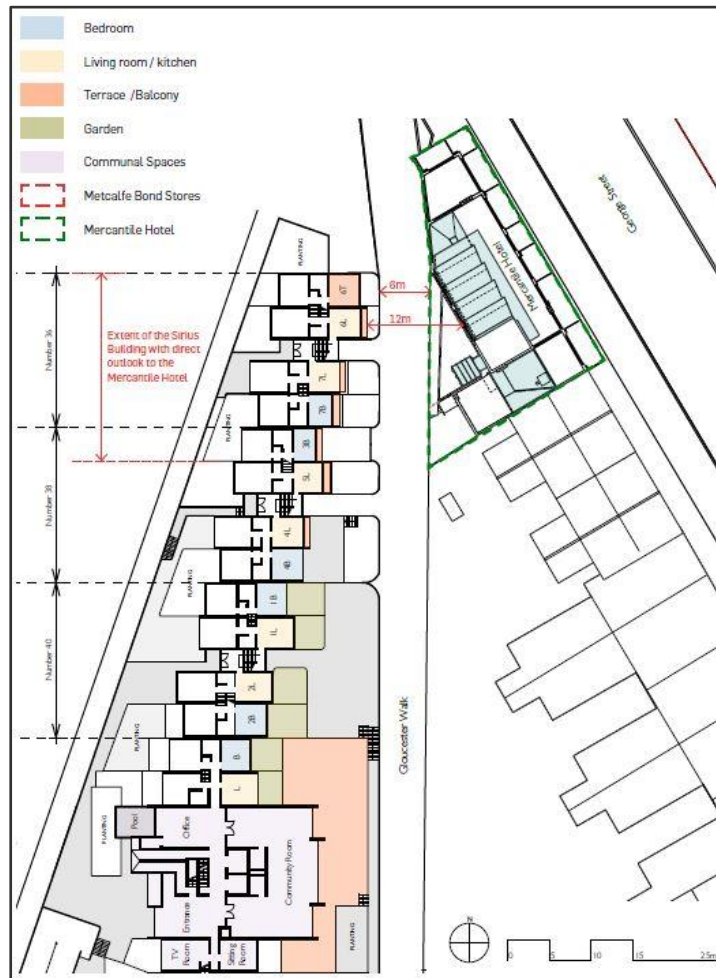 Bedroom
Living room / kitchen
Terrace /Balcony
Garden
Communal Spaces
Metcalfe Bond Stores
Mercantile Hotel
George Street
Mercantile Hotel
PLANTING
6T
6m
6L
12m
Extent of the Sirius
Building with direct
outlook to the
Mercantile Hotel
Number 36
7L
7B
PLANTING
3B
5L
Number 38
4L
4B
PLANTING
1B
1L
Number 40
2L
2B
PLANTING
B
L
Gloucester Walk
PLANTING
Pool
Office
Community Room
Entrance
TV
Room
Sitting
Room
PLANTING
N
0
5
10
15
25m